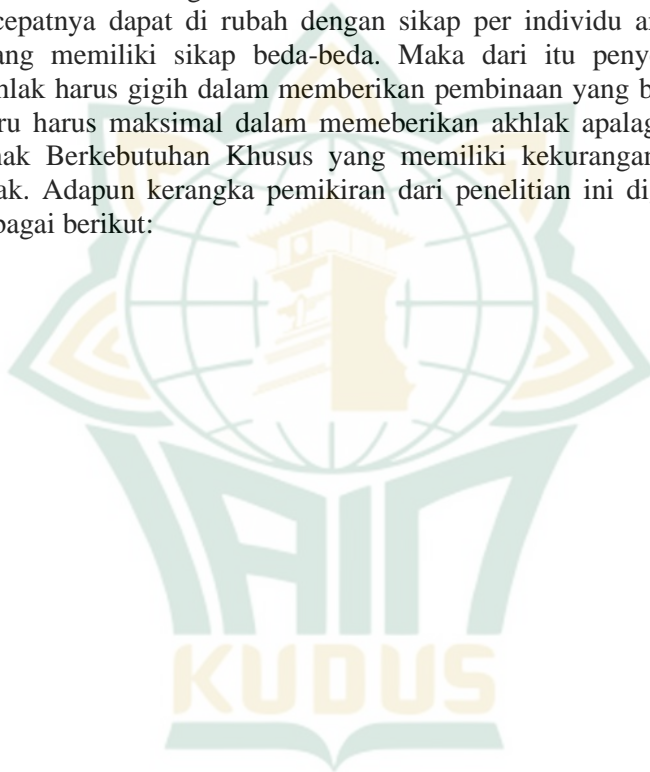 cepatnya dapat di rubah dengan sikap per individu
ang memiliki sikap beda-beda. Maka dari itu
hlak harus gigih dalam memberikan pembinaan yang
ru harus maksimal dalam memeberikan akhlak
nak Berkebutuhan Khusus yang memiliki kekurangan
ak. Adapun kerangka pemikiran dari penelitian ini di
bagai berikut:
IAIN
KUDUS